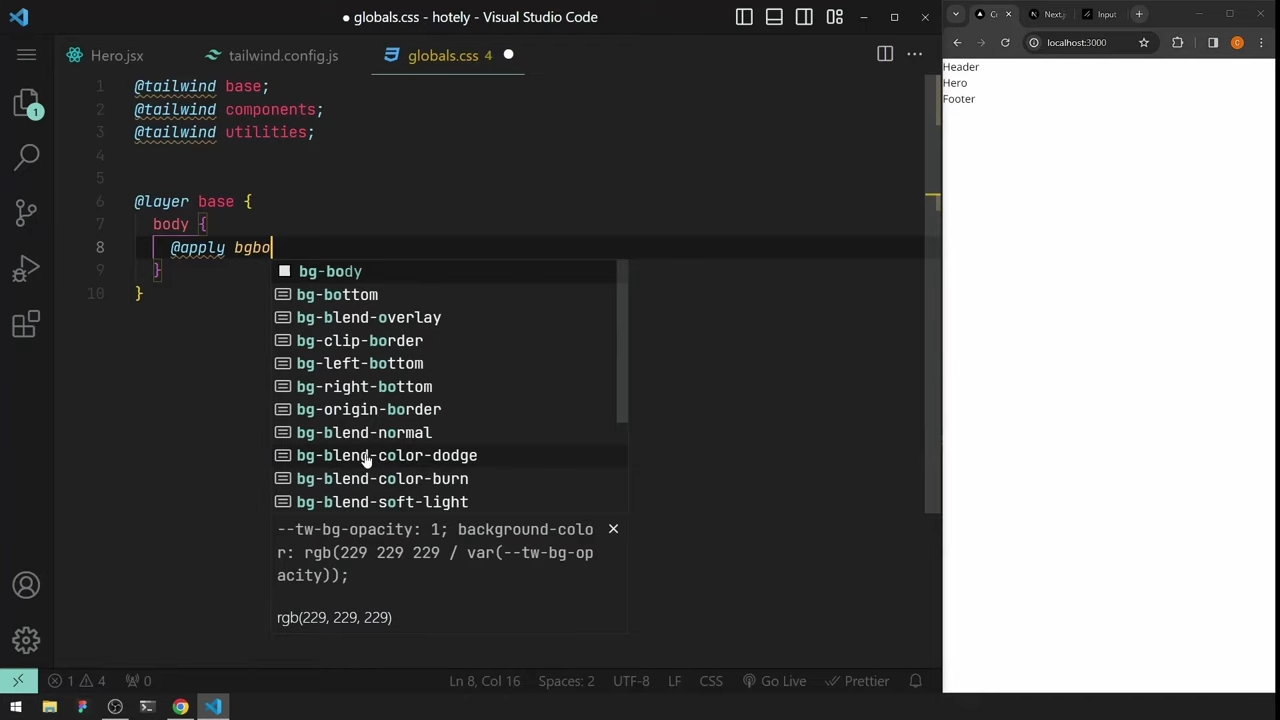 globals.css - hotely - Visual Studio Code
Hero.jsx
tailwind.config.js
globals.css 4
1 @tailwind base;
2 @tailwind components;
3 @tailwind utilities;
4
5
6 @layer base {
7 body {
8 @apply bgbo
9 }
10 }
bg-body
bg-bottom
bg-blend-overlay
bg-clip-border
bg-left-bottom
bg-right-bottom
bg-origin-border
bg-blend-normal
bg-blend-color-dodge
bg-blend-color-burn
bg-blend-soft-light
--tw-bg-opacity: 1; background-colo
r: rgb(229 229 229 / var(--tw-bg-op
acity));
rgb(229, 229, 229)
1
1 4 0
Ln 8, Col 16 Spaces: 2 UTF-8 LF CSS Go Live Prettier
Next.j
Input
localhost:3000
Header
Hero
Footer